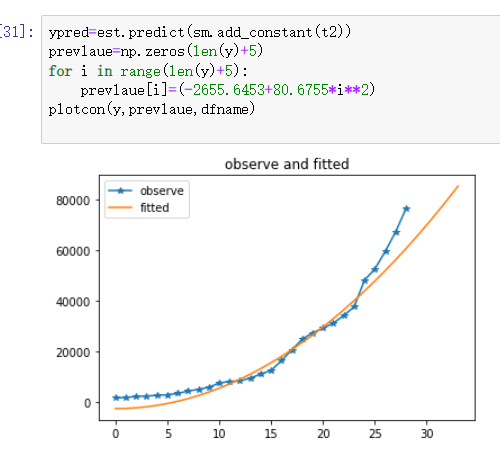 [31]:
ypred=est.predict(sm.add_constant(t2))
prevlaue=np.zeros(len(y)+5)
for i in range(len(y)+5):
    prevlaue[i]=(-2655.6453+80.6755*i**2)
plotcon(y,prevlaue,dfname)
observe and fitted
observe
fitted
80000
60000
40000
20000
0
0 5 10 15 20 25 30